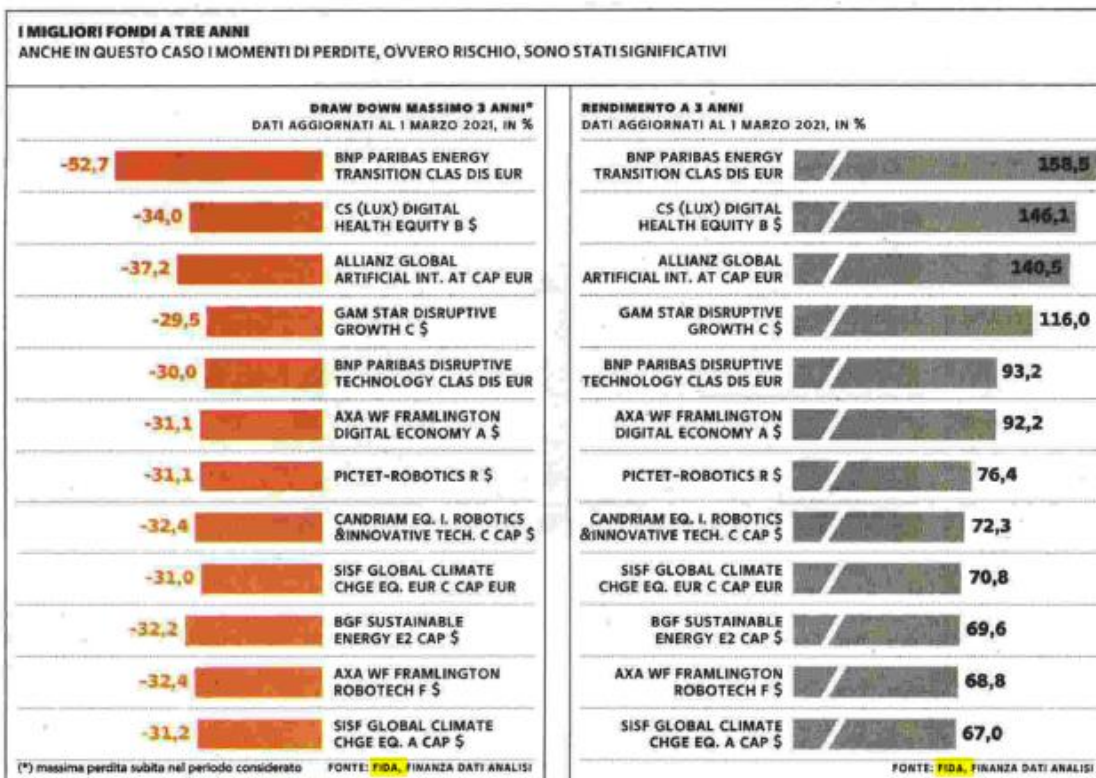 I MIGLIORI FONDI A TRE ANNI
ANCHE IN QUESTO CASO I MOMENTI DI PERDITE, OVVERO RISCHIO, SONO STATI SIGNIFICATIVI
DRAW DOWN MASSIMO 3 ANNI*
DATI AGGIORNATI AL 1 MARZO 2021, IN %
-52,7
BNP PARIBAS ENERGY
TRANSITION CLAS DIS EUR
-34,0
CS (LUX) DIGITAL
HEALTH EQUITY B $
-37,2
ALLIANZ GLOBAL
ARTIFICIAL INT. AT CAP EUR
-29,5
GAM STAR DISRUPTIVE
GROWTH C $
-30,0
BNP PARIBAS DISRUPTIVE
TECHNOLOGY CLAS DIS EUR
-31,1
AXA WF FRAMLINGTON
DIGITAL ECONOMY A $
-31,1
PICTET-ROBOTICS R $
-32,4
CANDRIAM EQ. I. ROBOTICS
&INNOVATIVE TECH. C CAP $
-31,0
SISF GLOBAL CLIMATE
CHGE EQ. EUR C CAP EUR
-32,2
BGF SUSTAINABLE
ENERGY E2 CAP $
-32,4
AXA WF FRAMLINGTON
ROBOTECH F $
-31,2
SISF GLOBAL CLIMATE
CHGE EQ. A CAP $
(*) massima perdita subita nel periodo considerato
FONTE: FIDA, FINANZA DATI ANALISI
RENDIMENTO A 3 ANNI
DATI AGGIORNATI AL 1 MARZO 2021, IN %
BNP PARIBAS ENERGY
TRANSITION CLAS DIS EUR
158,5
CS (LUX) DIGITAL
HEALTH EQUITY B $
146,1
ALLIANZ GLOBAL
ARTIFICIAL INT. AT CAP EUR
140,5
GAM STAR DISRUPTIVE
GROWTH C $
116,0
BNP PARIBAS DISRUPTIVE
TECHNOLOGY CLAS DIS EUR
93,2
AXA WF FRAMLINGTON
DIGITAL ECONOMY A $
92,2
PICTET-ROBOTICS R $
76,4
CANDRIAM EQ. I. ROBOTICS
&INNOVATIVE TECH. C CAP $
72,3
SISF GLOBAL CLIMATE
CHGE EQ. EUR C CAP EUR
70,8
BGF SUSTAINABLE
ENERGY E2 CAP $
69,6
AXA WF FRAMLINGTON
ROBOTECH F $
68,8
SISF GLOBAL CLIMATE
CHGE EQ. A CAP $
67,0
FONTE: FIDA, FINANZA DATI ANALISI